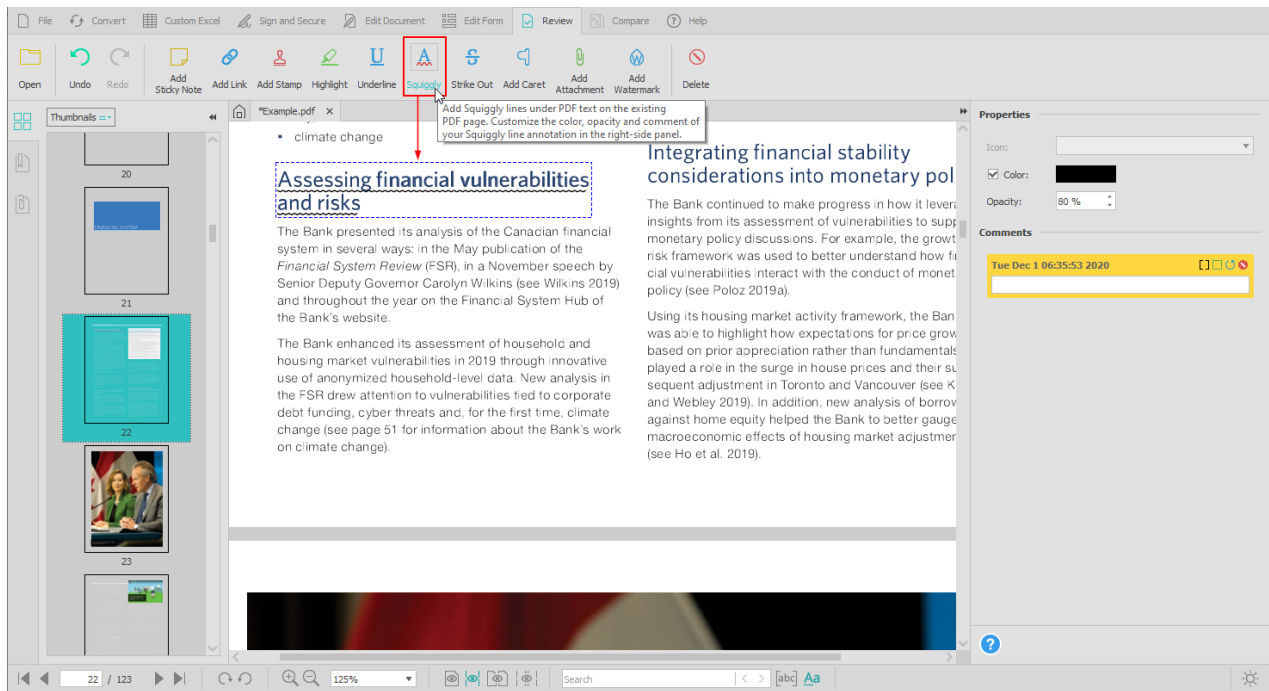 File Convert Custom Excel Sign and Secure Edit Document Edit Form Review Compare Help
Open Undo Redo Add Sticky Note Add Link Add Stamp Highlight Underline Squiggly Strike Out Add Caret Add Attachment Add Watermark Delete
Add Squiggly lines under PDF text on the existing
PDF page. Customize the color, opacity and comment of
your Squiggly line annotation in the right-side panel.
Thumbnails
*Example.pdf
20
FINANCIAL SYSTEM
21
22
23
• climate change
Assessing financial vulnerabilities
and risks
The Bank presented its analysis of the Canadian financial
system in several ways: in the May publication of the
Financial System Review (FSR), in a November speech by
Senior Deputy Governor Carolyn Wilkins (see Wilkins 2019)
and throughout the year on the Financial System Hub of
the Bank's website.
The Bank enhanced its assessment of household and
housing market vulnerabilities in 2019 through innovative
use of anonymized household-level data. New analysis in
the FSR drew attention to vulnerabilities tied to corporate
debt funding, cyber threats and, for the first time, climate
change (see page 51 for information about the Bank's work
on climate change).
Integrating financial stability
considerations into monetary pol
The Bank continued to make progress in how it levera
insights from its assessment of vulnerabilities to supp
monetary policy discussions. For example, the growt
risk framework was used to better understand how fi
cial vulnerabilities interact with the conduct of monet
policy (see Poloz 2019a).
Using its housing market activity framework, the Ban
was able to highlight how expectations for price grow
based on prior appreciation rather than fundamentals
played a role in the surge in house prices and their su
sequent adjustment in Toronto and Vancouver (see K
and Webley 2019). In addition, new analysis of borrow
against home equity helped the Bank to better gauge
macroeconomic effects of housing market adjustmer
(see Ho et al. 2019).
Properties
Icon:
Color:
Opacity: 80 %
Comments
Tue Dec 1 06:35:53 2020
22 / 123 125% Search [abc] Aa